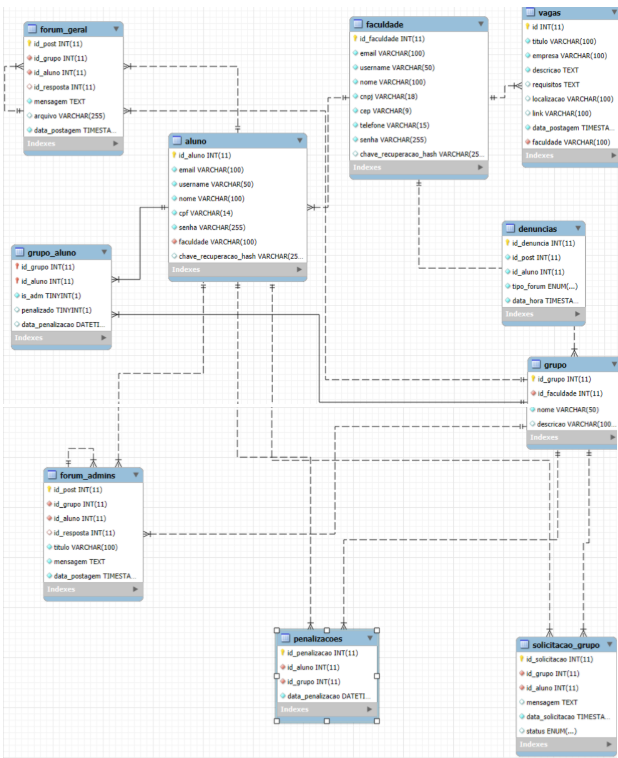 forum_geral
id_post INT(11)
id_grupo INT(11)
id_aluno INT(11)
id_resposta INT(11)
mensagem TEXT
arquivo VARCHAR(255)
data_postagem TIMESTA...
Indexes
faculdade
id_faculdade INT(11)
email VARCHAR(100)
username VARCHAR(50)
nome VARCHAR(100)
cnpj VARCHAR(18)
cep VARCHAR(9)
telefone VARCHAR(15)
senha VARCHAR(255)
chave_recuperacao_hash VARCHAR(25...
Indexes
vagas
id INT(11)
titulo VARCHAR(100)
empresa VARCHAR(100)
descricao TEXT
requisitos TEXT
localizacao VARCHAR(100)
link VARCHAR(100)
data_postagem TIMESTAMP
faculdade VARCHAR(100)
Indexes
aluno
id_aluno INT(11)
email VARCHAR(100)
username VARCHAR(50)
nome VARCHAR(100)
cpf VARCHAR(14)
senha VARCHAR(255)
faculdade VARCHAR(100)
chave_recuperacao_hash VARCHAR(25...
Indexes
grupo_aluno
id_grupo INT(11)
id_aluno INT(11)
is_adm TINYINT(1)
penalizado TINYINT(1)
data_penalizacao DATETI...
Indexes
denuncias
id_denuncia INT(11)
id_post INT(11)
id_aluno INT(11)
tipo_forum ENUM(...)
data_hora TIMESTA...
Indexes
grupo
id_grupo INT(11)
id_faculdade INT(11)
nome VARCHAR(50)
descricao VARCHAR(100...
Indexes
forum_admins
id_post INT(11)
id_grupo INT(11)
id_aluno INT(11)
id_resposta INT(11)
titulo VARCHAR(100)
mensagem TEXT
data_postagem TIMESTA...
Indexes
penalizacoes
id_penalizacao INT(11)
id_aluno INT(11)
id_grupo INT(11)
data_penalizacao DATETI...
Indexes
solicitacao_grupo
id_solicitacao INT(11)
id_grupo INT(11)
id_aluno INT(11)
mensagem TEXT
data_solicitacao TIMESTA...
status ENUM(...)
Indexes